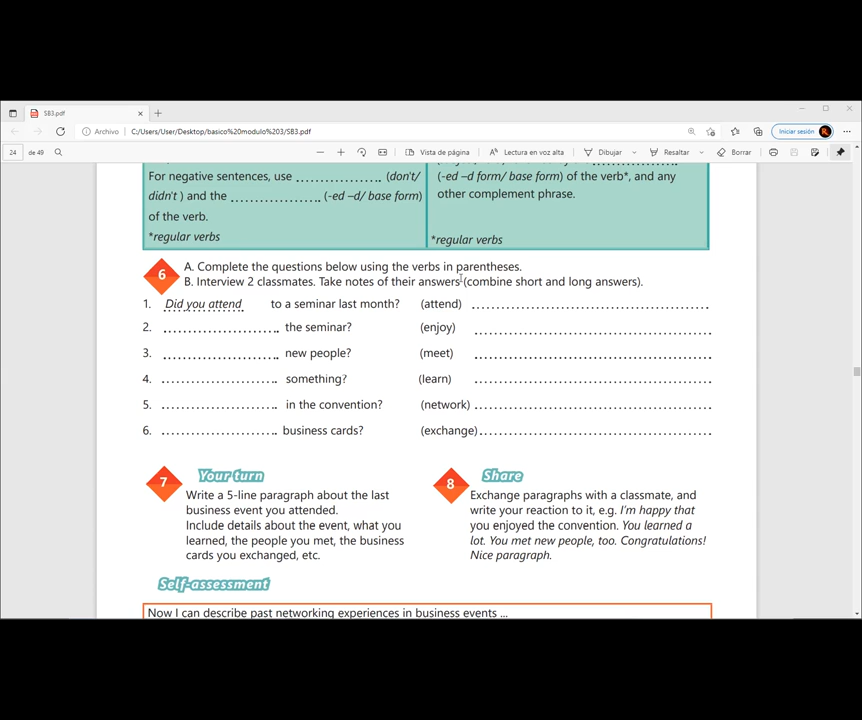 SB3.pdf
Archivo C:/Users/User/Desktop/basico%20modulo%203/SB3.pdf
Iniciar sesión
24 de 49 Vista de página Lectura en voz alta Dibujar Resaltar Borrar
For negative sentences, use .................. (don't/
didn't ) and the .................... (-ed –d/ base form)
of the verb.
*regular verbs
(-ed –d form/ base form) of the verb*, and any
other complement phrase.
*regular verbs
6
A. Complete the questions below using the verbs in parentheses.
B. Interview 2 classmates. Take notes of their answers (combine short and long answers).
1. Did you attend to a seminar last month? (attend) ..................................................
2. .......................... the seminar? (enjoy) ..................................................
3. .......................... new people? (meet) ..................................................
4. .......................... something? (learn) ..................................................
5. .......................... in the convention? (network) ..................................................
6. .......................... business cards? (exchange) ..................................................
7 Your turn
Write a 5-line paragraph about the last
business event you attended.
Include details about the event, what you
learned, the people you met, the business
cards you exchanged, etc.
8 Share
Exchange paragraphs with a classmate, and
write your reaction to it, e.g. I'm happy that
you enjoyed the convention. You learned a
lot. You met new people, too. Congratulations!
Nice paragraph.
Self-assessment
Now I can describe past networking experiences in business events ...